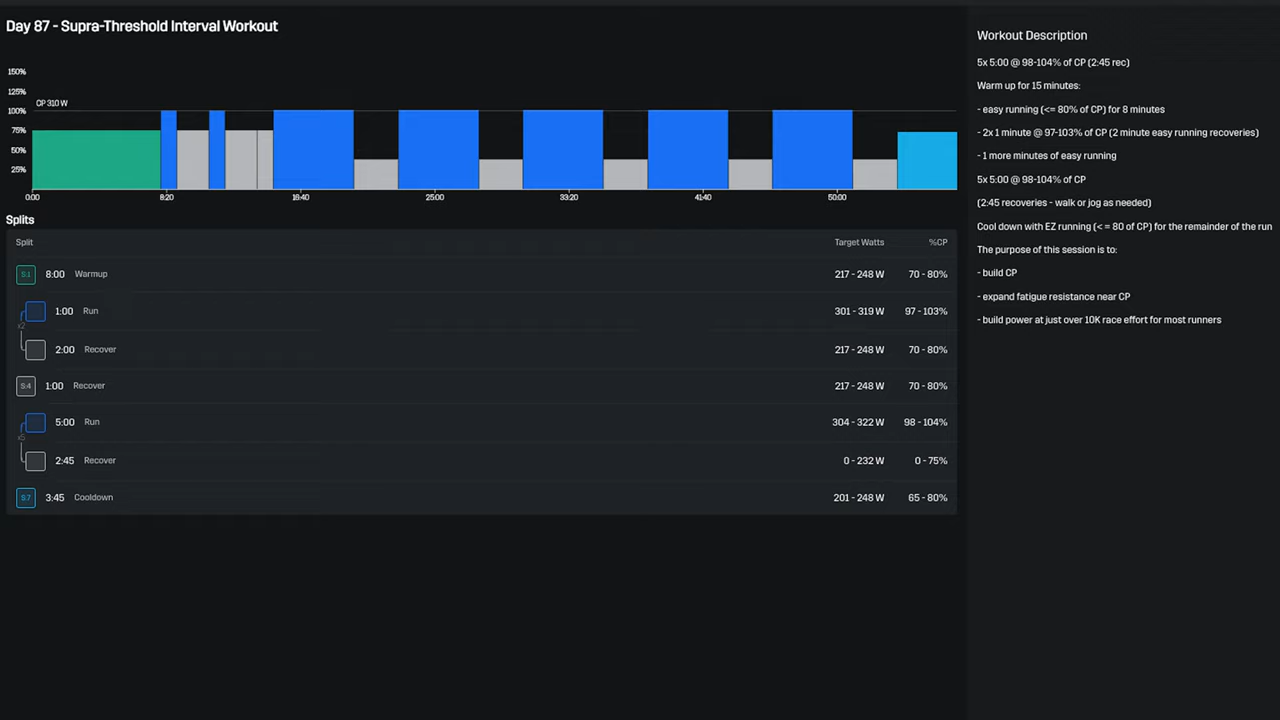 Day 87 - Supra-Threshold Interval Workout
150%
125%
CP 310 W
100%
75%
50%
25%
0:00 8:20 16:40 25:00 33:20 41:40 50:00
Splits
Split Target Watts %CP
S:1 8:00 Warmup 217 - 248 W 70 - 80%
1:00 Run 301 - 319 W 97 - 103%
x2
2:00 Recover 217 - 248 W 70 - 80%
S:4 1:00 Recover 217 - 248 W 70 - 80%
5:00 Run 304 - 322 W 98 - 104%
x5
2:45 Recover 0 - 232 W 0 - 75%
S:7 3:45 Cooldown 201 - 248 W 65 - 80%
Workout Description
5x 5:00 @ 98-104% of CP (2:45 rec)
Warm up for 15 minutes:
- easy running (<= 80% of CP) for 8 minutes
- 2x 1 minute @ 97-103% of CP (2 minute easy running recoveries)
- 1 more minutes of easy running
5x 5:00 @ 98-104% of CP
(2:45 recoveries - walk or jog as needed)
Cool down with EZ running (< = 80 of CP) for the remainder of the run
The purpose of this session is to:
- build CP
- expand fatigue resistance near CP
- build power at just over 10K race effort for most runners